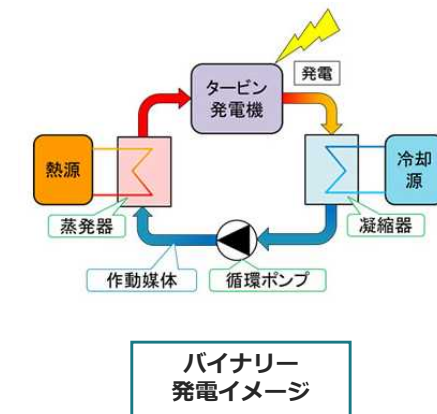 発電
タービン
発電機
熱源
冷却
源
蒸発器
凝縮器
作動媒体
循環ポンプ
バイナリー
発電イメージ